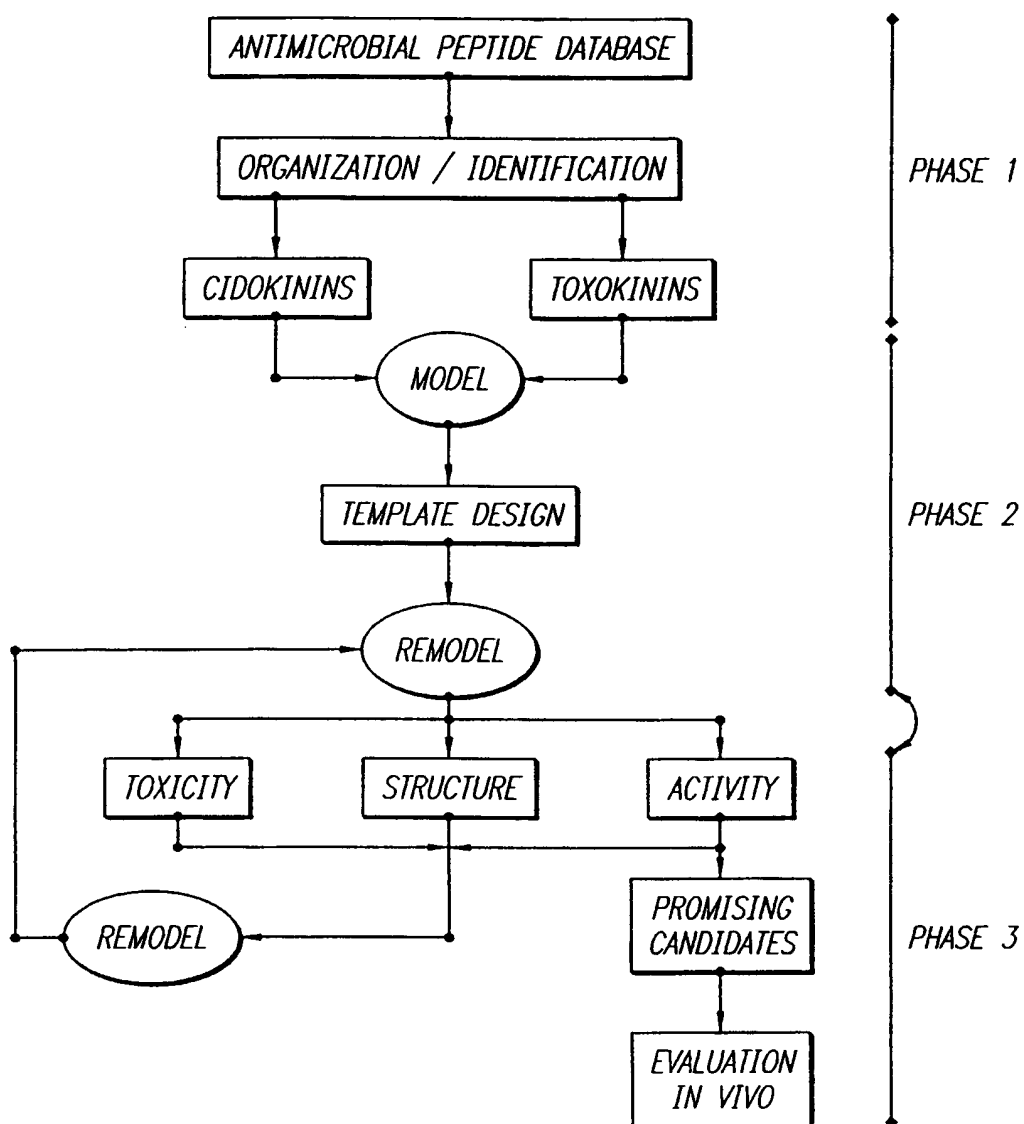 ANTIMICROBIAL PEPTIDE DATABASE
ORGANIZATION / IDENTIFICATION
PHASE 1
CIDOKININS
TOXOKININS
MODEL
TEMPLATE DESIGN
PHASE 2
REMODEL
TOXICITY
STRUCTURE
ACTIVITY
REMODEL
PROMISING
CANDIDATES
PHASE 3
EVALUATION
IN VIVO